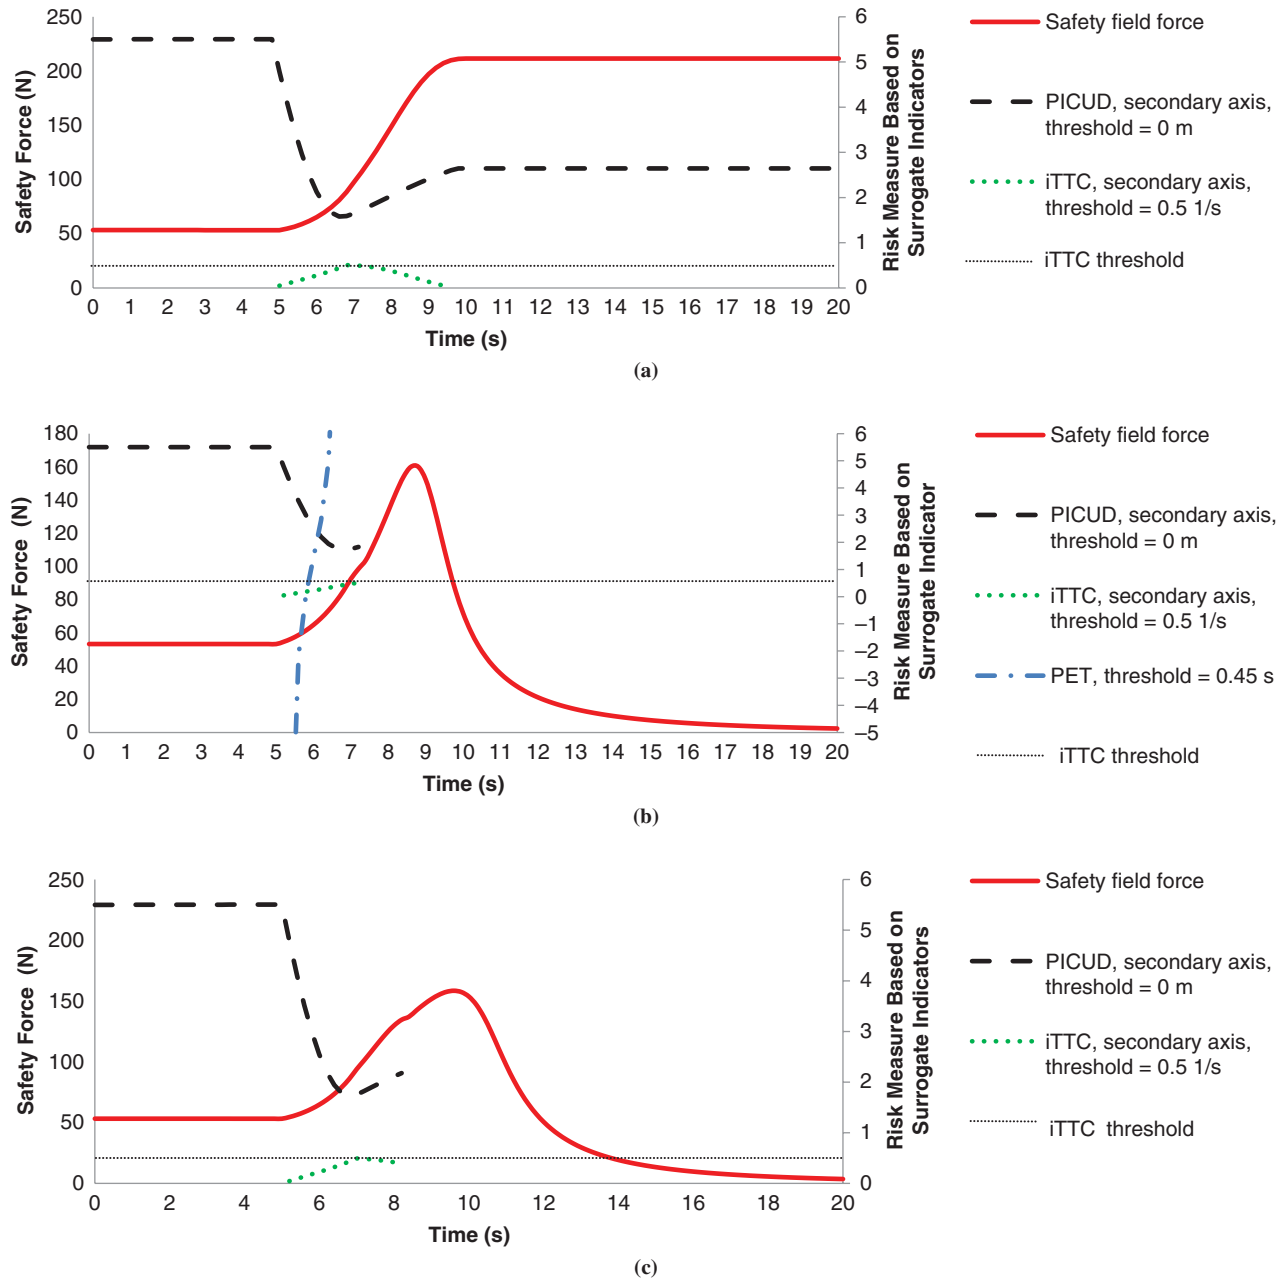 250
200
150
100
50
0
Safety Force (N)
6
5
4
3
2
1
0
Risk Measure Based on
Surrogate Indicators
0 1 2 3 4 5 6 7 8 9 10 11 12 13 14 15 16 17 18 19 20
Time (s)
Safety field force
PICUD, secondary axis,
threshold = 0 m
iTTC, secondary axis,
threshold = 0.5 1/s
iTTC threshold
(a)
180
160
140
120
100
80
60
40
20
0
Safety Force (N)
6
5
4
3
2
1
0
–1
–2
–3
–4
–5
Risk Measure Based on
Surrogate Indicator
0 1 2 3 4 5 6 7 8 9 10 11 12 13 14 15 16 17 18 19 20
Time (s)
Safety field force
PICUD, secondary axis,
threshold = 0 m
iTTC, secondary axis,
threshold = 0.5 1/s
PET, threshold = 0.45 s
iTTC threshold
(b)
250
200
150
100
50
0
Safety Force (N)
6
5
4
3
2
1
0
Risk Measure Based on
Surrogate Indicators
0 2 4 6 8 10 12 14 16 18 20
Time (s)
Safety field force
PICUD, secondary axis,
threshold = 0 m
iTTC, secondary axis,
threshold = 0.5 1/s
iTTC threshold
(c)